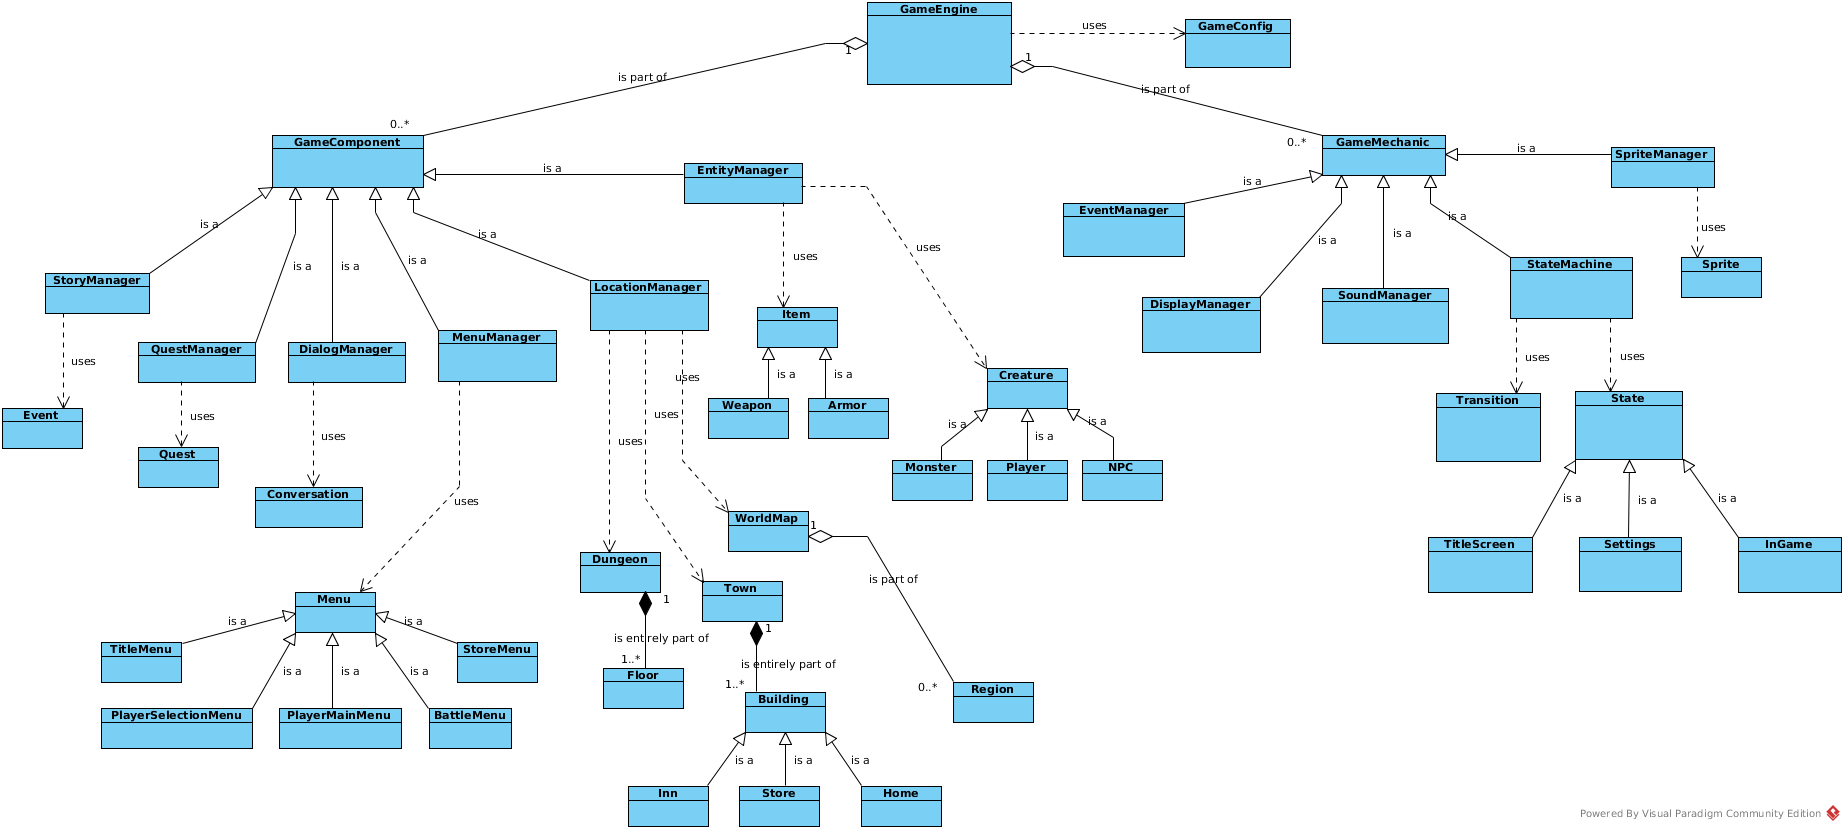 GameEngine
uses
GameConfig
1
1
is part of
is part of
0..*
0..*
GameComponent
GameMechanic
is a
SpriteManager
is a
EntityManager
is a
EventManager
is a
uses
is a
is a
uses
is a
is a
is a
uses
StoryManager
is a
is a
is a
LocationManager
StateMachine
Sprite
DisplayManager
SoundManager
Item
QuestManager
DialogManager
MenuManager
uses
uses
uses
is a
is a
uses
Creature
Event
uses
Weapon
Armor
uses
Transition
State
uses
uses
is a
is a
is a
Quest
Monster
Player
NPC
Conversation
uses
is a
is a
is a
WorldMap
1
TitleScreen
Settings
InGame
Dungeon
is part of
Town
Menu
1
is a
is a
1
TitleMenu
StoreMenu
is entirely part of
1..*
is entirely part of
is a
is a
is a
Floor
1..*
0..*
Region
Building
PlayerSelectionMenu
PlayerMainMenu
BattleMenu
is a
is a
is a
Inn
Store
Home
Powered By Visual Paradigm Community Edition